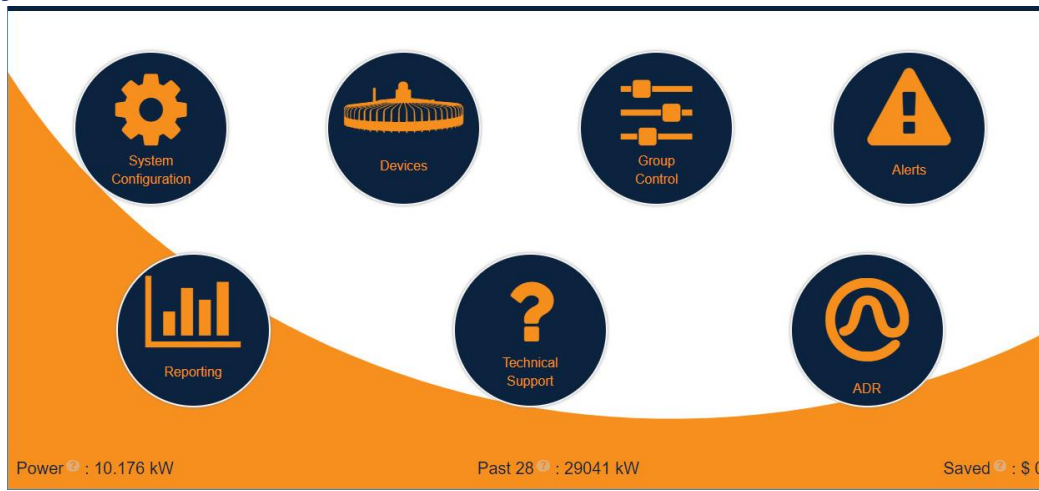 System
Configuration
Devices
Group
Control
Alerts
Reporting
Technical
Support
ADR
Power ? : 10.176 kW
Past 28 ? : 29041 kW
Saved ? : $